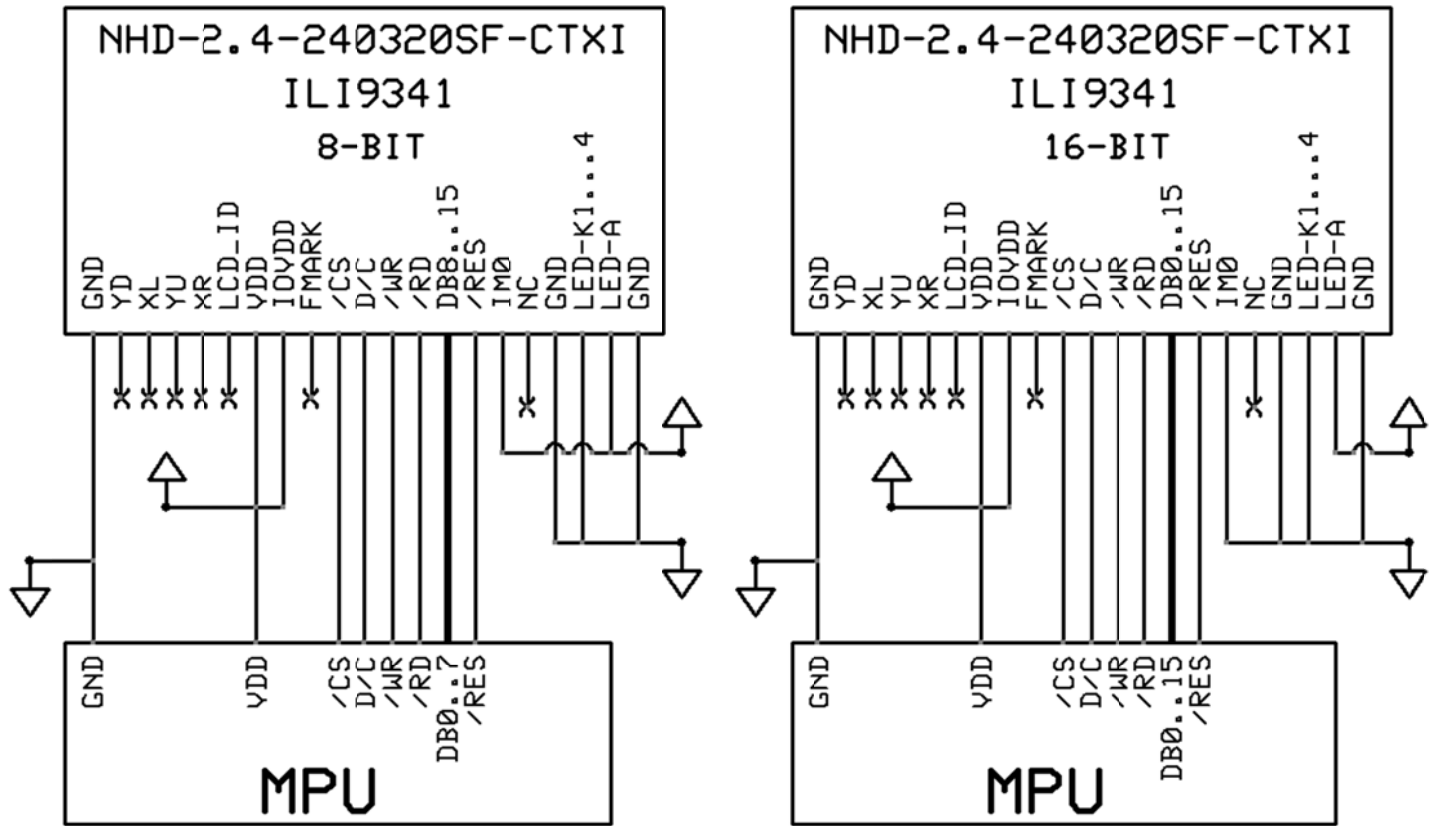 NHD-2.4-240320SF-CTXI
ILI9341
8-BIT
GND
YD
XL
YU
XR
LCD_ID
VDD
IOVDD
FMARK
/CS
D/C
/WR
/RD
DB8..15
/RES
IM0
NC
GND
LED-K1...4
LED-A
GND
GND
VDD
/CS
D/C
/WR
/RD
DB0..7
/RES
MPU
NHD-2.4-240320SF-CTXI
ILI9341
16-BIT
GND
YD
XL
YU
XR
LCD_ID
VDD
IOVDD
FMARK
/CS
D/C
/WR
/RD
DB0..15
/RES
IM0
NC
GND
LED-K1...4
LED-A
GND
GND
VDD
/CS
D/C
/WR
/RD
DB0..15
/RES
MPU